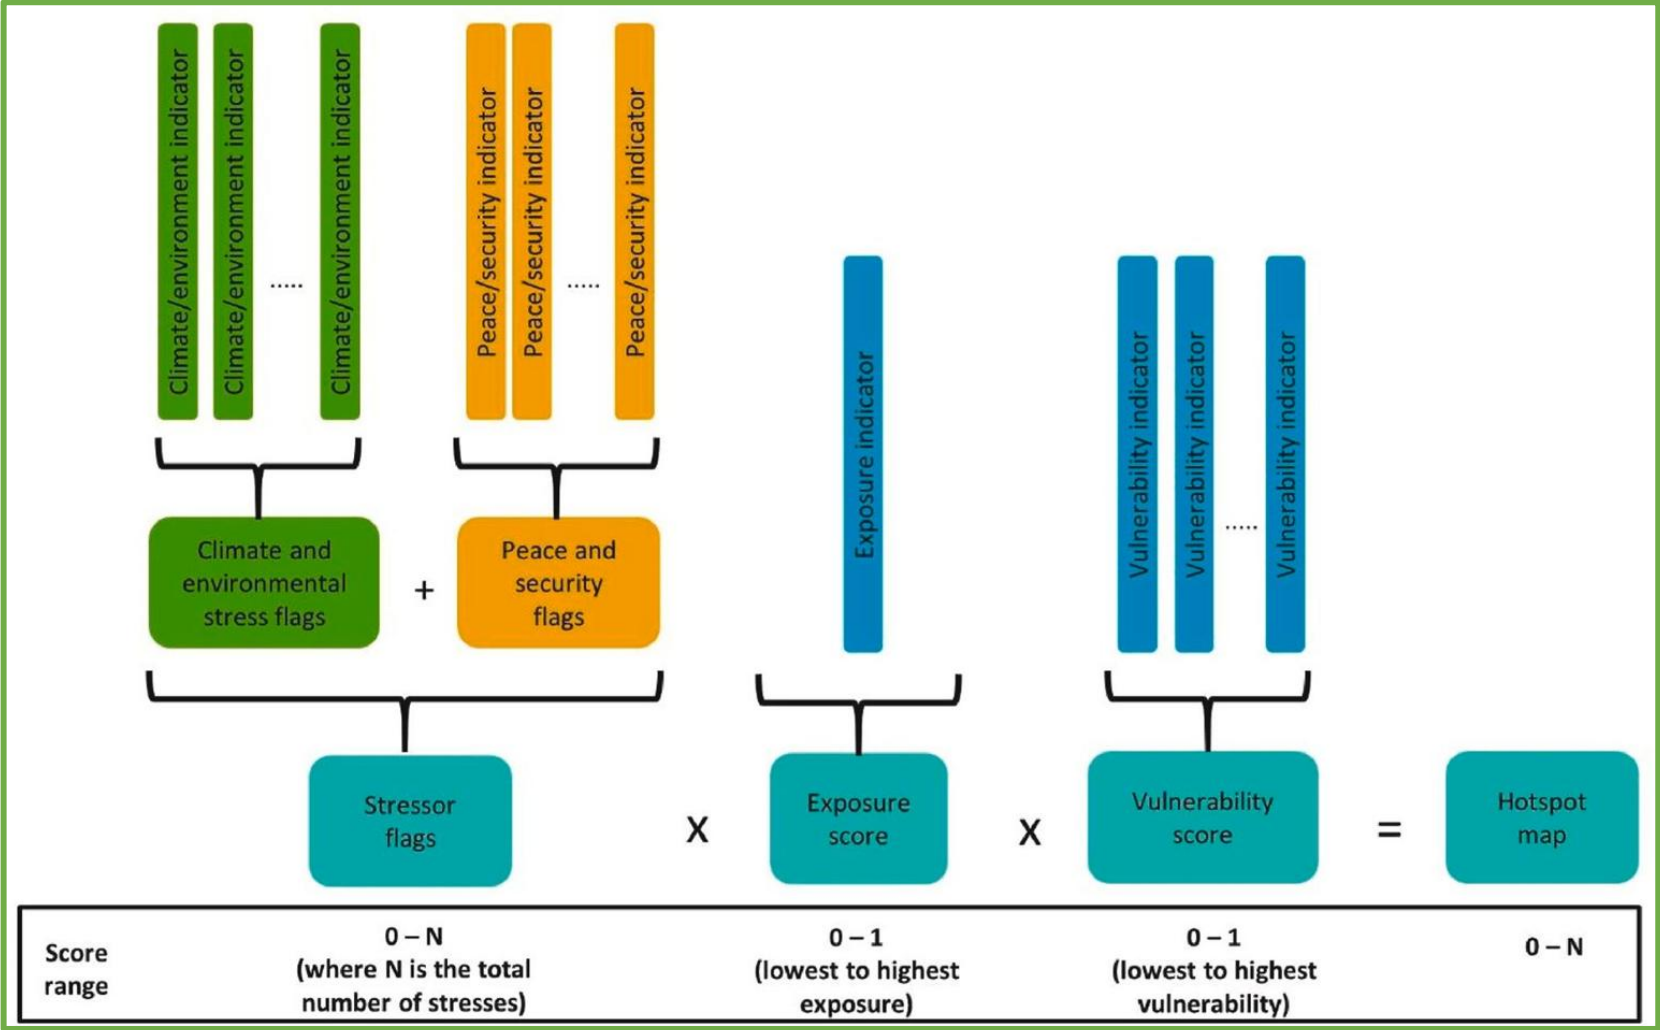 Climate/environment indicator
Climate/environment indicator
.....
Climate/environment indicator
Peace/security indicator
Peace/security indicator
.....
Peace/security indicator
Exposure indicator
Vulnerability indicator
Vulnerability indicator
.....
Vulnerability indicator
Climate and
environmental
stress flags
+
Peace and
security
flags
Stressor
flags
X
Exposure
score
X
Vulnerability
score
=
Hotspot
map
Score
range
0 – N
(where N is the total
number of stresses)
0 – 1
(lowest to highest
exposure)
0 – 1
(lowest to highest
vulnerability)
0 – N